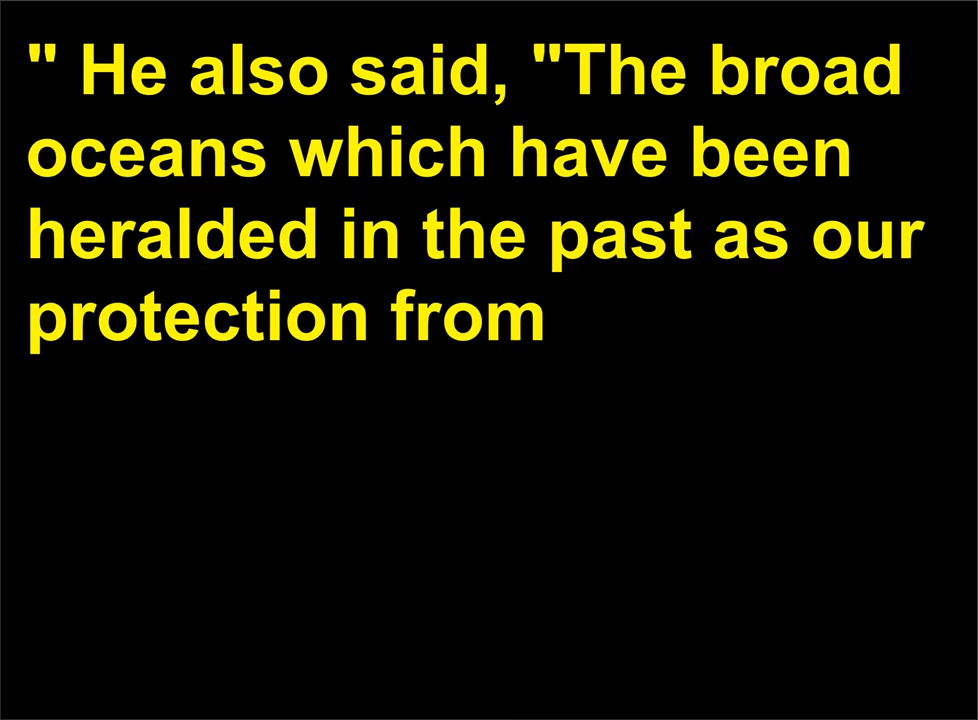 " He also said, "The broad
oceans which have been
heralded in the past as our
protection from